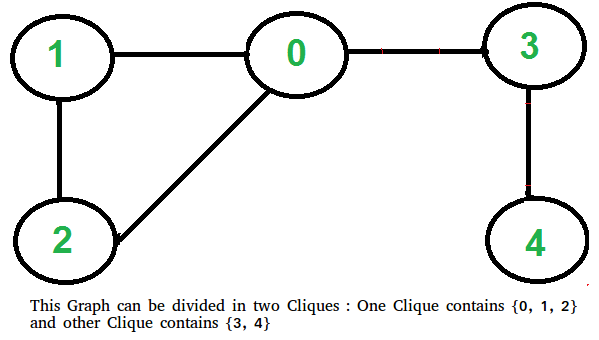 1 0 3
2 4
This Graph can be divided in two Cliques : One Clique contains {0, 1, 2}
and other Clique contains {3, 4}